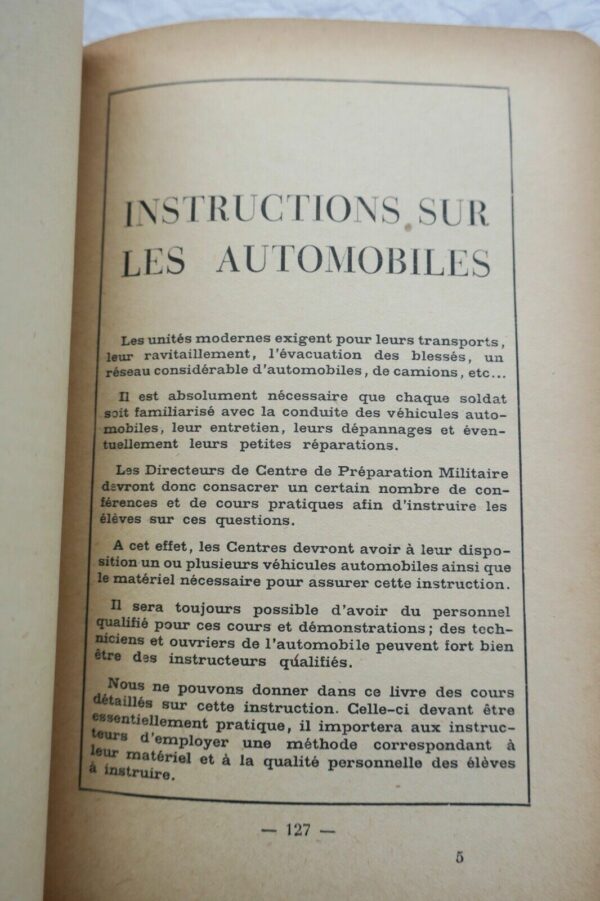 INSTRUCTIONS SUR
LES AUTOMOBILES
Les unités modernes exigent pour leurs transports,
leur ravitaillement, l'évacuation des blessés, un
réseau considérable d'automobiles, de camions, etc...
Il est absolument nécessaire que chaque soldat
soit familiarisé avec la conduite des véhicules auto-
mobiles, leur entretien, leurs dépannages et éven-
tuellement leurs petites réparations.
Les Directeurs de Centre de Préparation Militaire
devront donc consacrer un certain nombre de con-
férences et de cours pratiques afin d'instruire les
élèves sur ces questions.
A cet effet, les Centres devront avoir à leur dispo-
sition un ou plusieurs véhicules automobiles ainsi que
le matériel nécessaire pour assurer cette instruction.
Il sera toujours possible d'avoir du personnel
qualifié pour ces cours et démonstrations; des tech-
niciens et ouvriers de l'automobile peuvent fort bien
être des instructeurs qualifiés.
Nous ne pouvons donner dans ce livre des cours
détaillés sur cette instruction. Celle-ci devant être
essentiellement pratique, il importera aux instruc-
teurs d'employer une méthode correspondant à
leur matériel et à la qualité personnelle des élèves
à instruire.
— 127 —
5